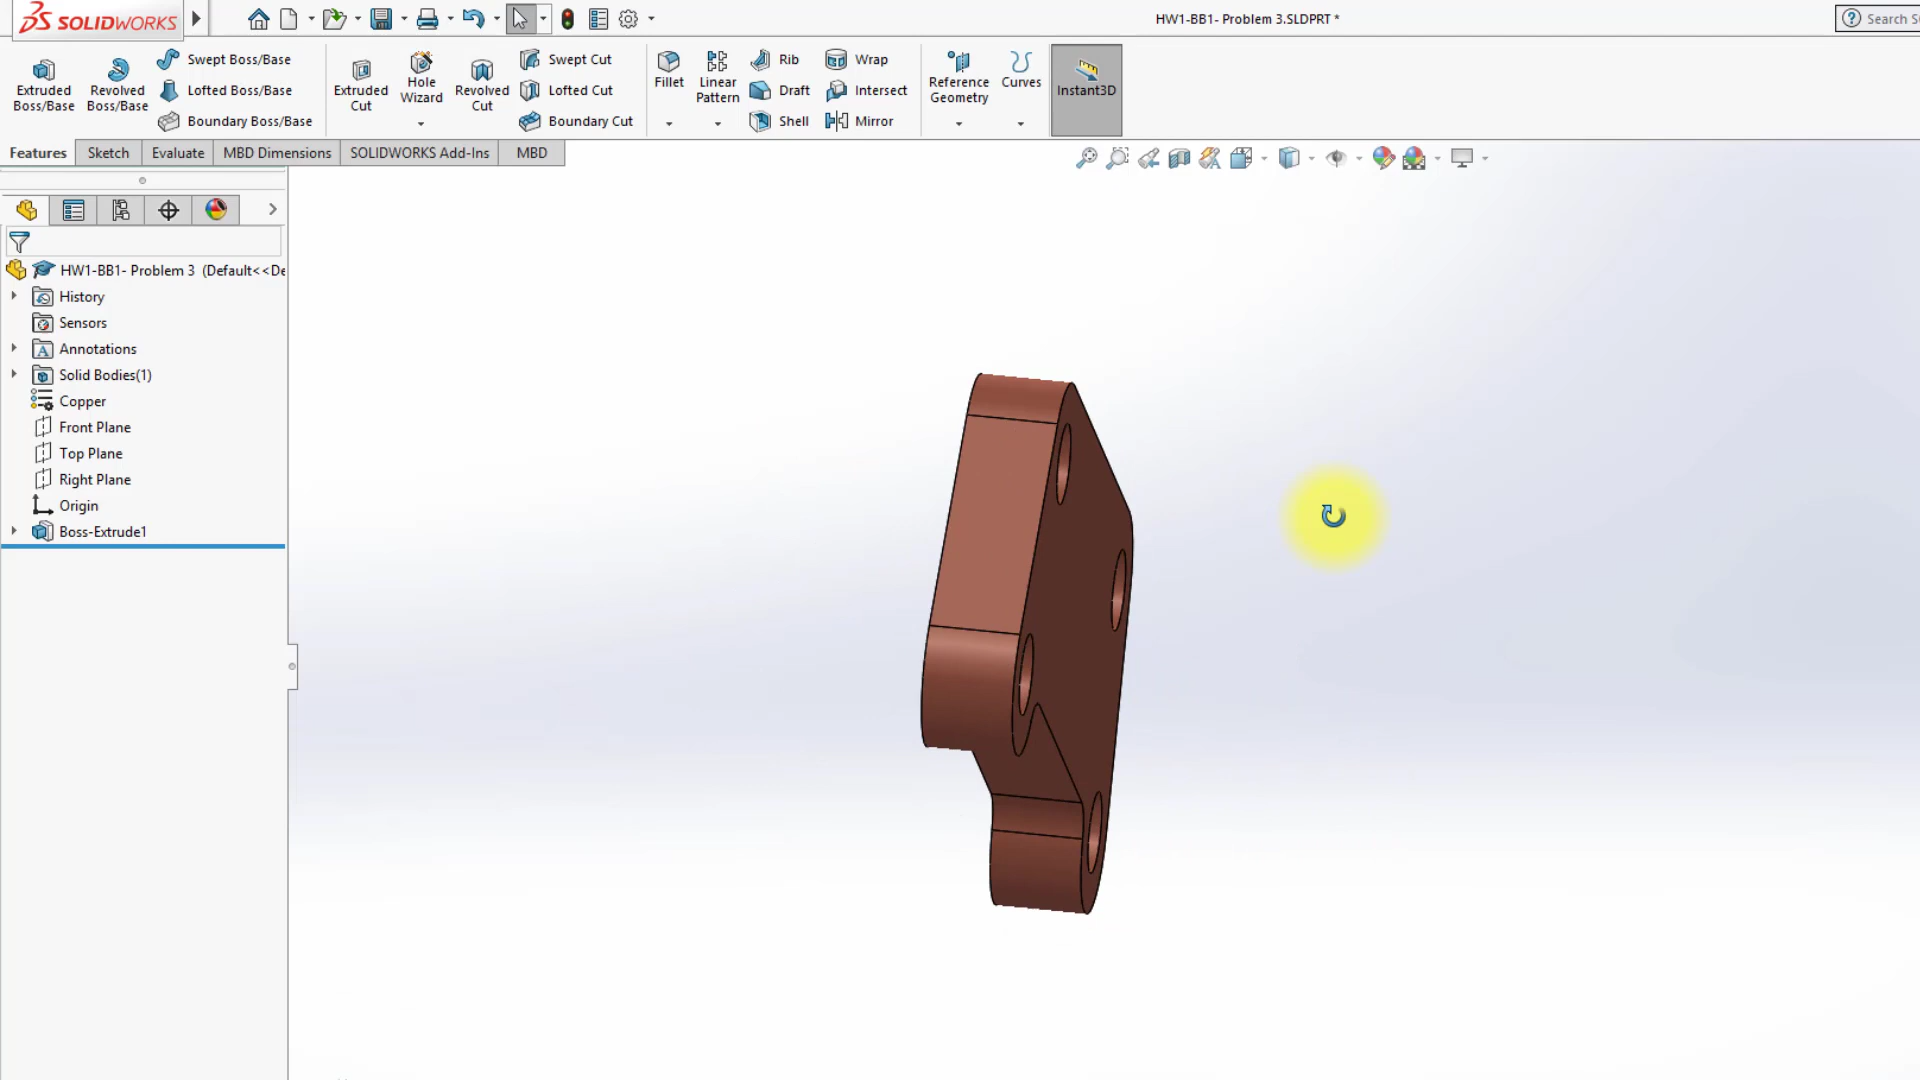 SOLIDWORKS
HW1-BB1- Problem 3.SLDPRT *
Search S
Extruded Boss/Base
Revolved Boss/Base
Swept Boss/Base
Lofted Boss/Base
Boundary Boss/Base
Extruded Cut
Hole Wizard
Revolved Cut
Swept Cut
Lofted Cut
Boundary Cut
Fillet
Linear Pattern
Rib
Draft
Shell
Wrap
Intersect
Mirror
Reference Geometry
Curves
Instant3D
Features
Sketch
Evaluate
MBD Dimensions
SOLIDWORKS Add-Ins
MBD
HW1-BB1- Problem 3 (Default<<De
History
Sensors
Annotations
Solid Bodies(1)
Copper
Front Plane
Top Plane
Right Plane
Origin
Boss-Extrude1